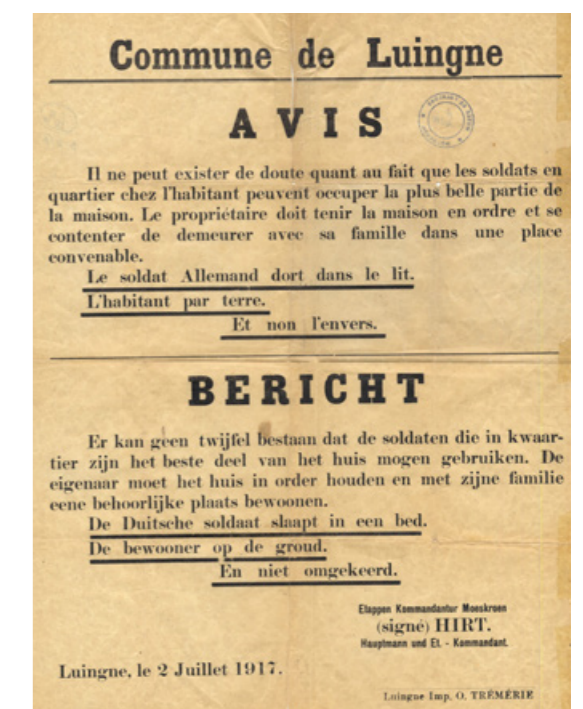 Commune de Luingne
AVIS
Il ne peut exister de doute quant au fait que les soldats en
quartier chez l'habitant peuvent occuper la plus belle partie de
la maison. Le propriétaire doit tenir la maison en ordre et se
contenter de demeurer avec sa famille dans une place
convenable.
Le soldat Allemand dort dans le lit.
L'habitant par terre.
Et non l'envers.
BERICHT
Er kan geen twijfel bestaan dat de soldaten die in kwaar-
tier zijn het beste deel van het huis mogen gebruiken. De
eigenaar moet het huis in order houden en met zijne familie
eene behoorlijke plaats bewoonen.
De Duitsche soldaat slaapt in een bed.
De bewooner op de groud.
En niet omgekeerd.
Etappen Kommandantur Moeskroen
(signé) HIRT.
Hauptmann und Et. - Kommandant.
Luingne, le 2 Juillet 1917.
Luingne Imp. O. TRÉMÉRIE